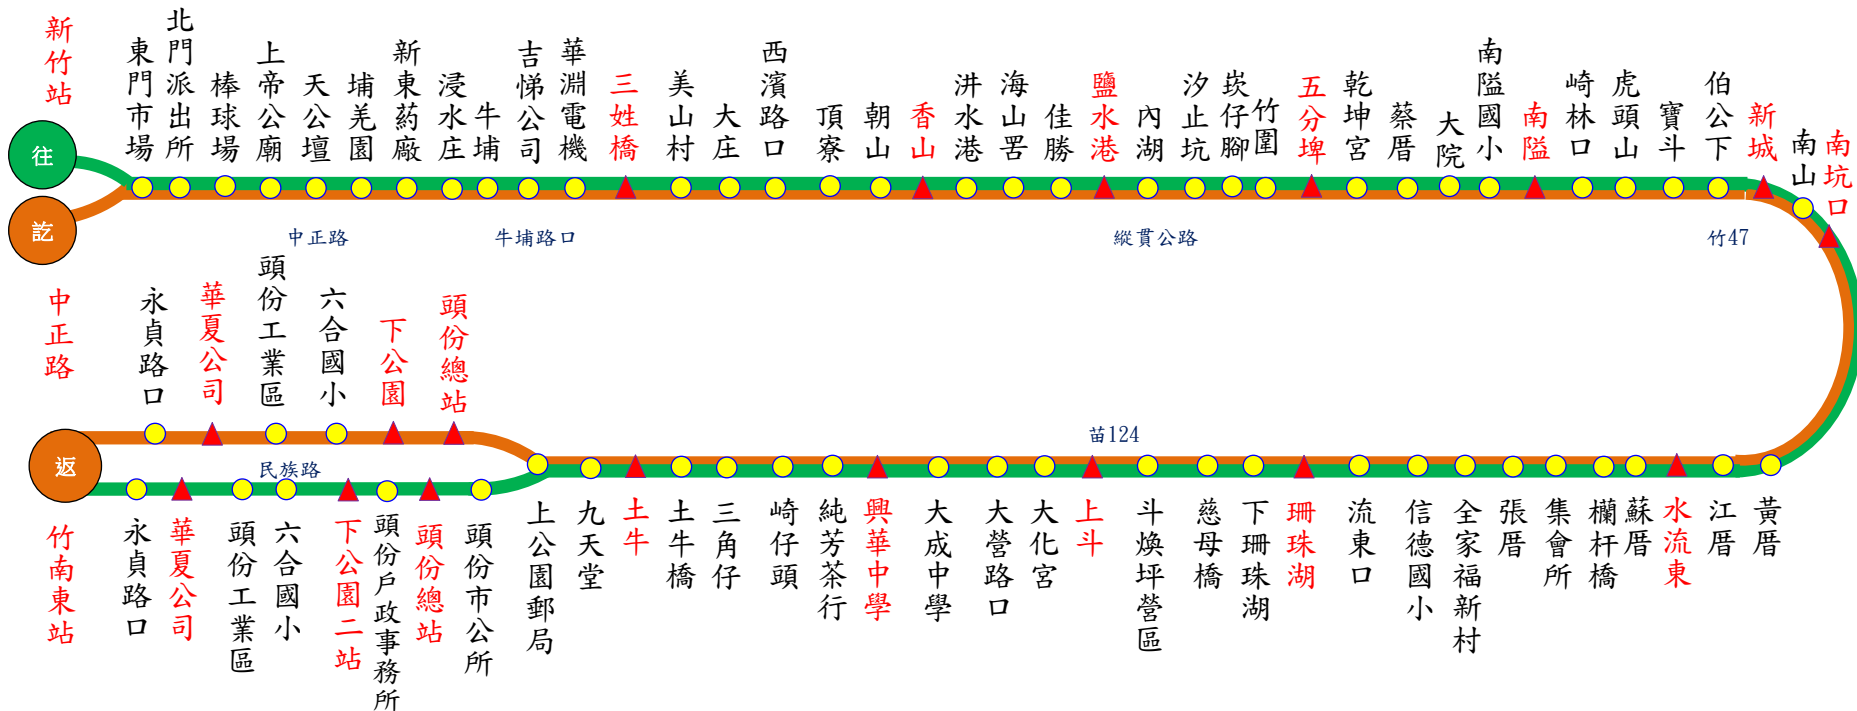 新竹站
往
訖
中正路
東門市場
北門派出所
棒球場
上帝公廟
天公壇
埔羌園
新東葯廠
浸水庄
牛埔
吉悌公司
華淵電機
三姓橋
美山村
大庄
西濱路口
頂寮
朝山
香山
汫水港
海山罟
佳勝
鹽水港
內湖
汐止坑
崁仔腳
竹圍
五分埤
乾坤宮
蔡厝
大院
南隘國小
南隘
崎林口
虎頭山
寶斗
伯公下
新城
南山
南坑口
中正路
牛埔路口
縱貫公路
竹47
永貞路口
華夏公司
頭份工業區
六合國小
下公園
頭份總站
返
民族路
苗124
竹南東站
永貞路口
華夏公司
頭份工業區
六合國小
下公園二站
頭份戶政事務所
頭份總站
頭份市公所
上公園郵局
九天堂
土牛
土牛橋
三角仔
崎仔頭
純芳茶行
興華中學
大成中學
大營路口
大化宮
上斗
斗煥坪營區
慈母橋
下珊珠湖
珊珠湖
流東口
信德國小
全家福新村
張厝
集會所
欄杆橋
蘇厝
水流東
江厝
黃厝